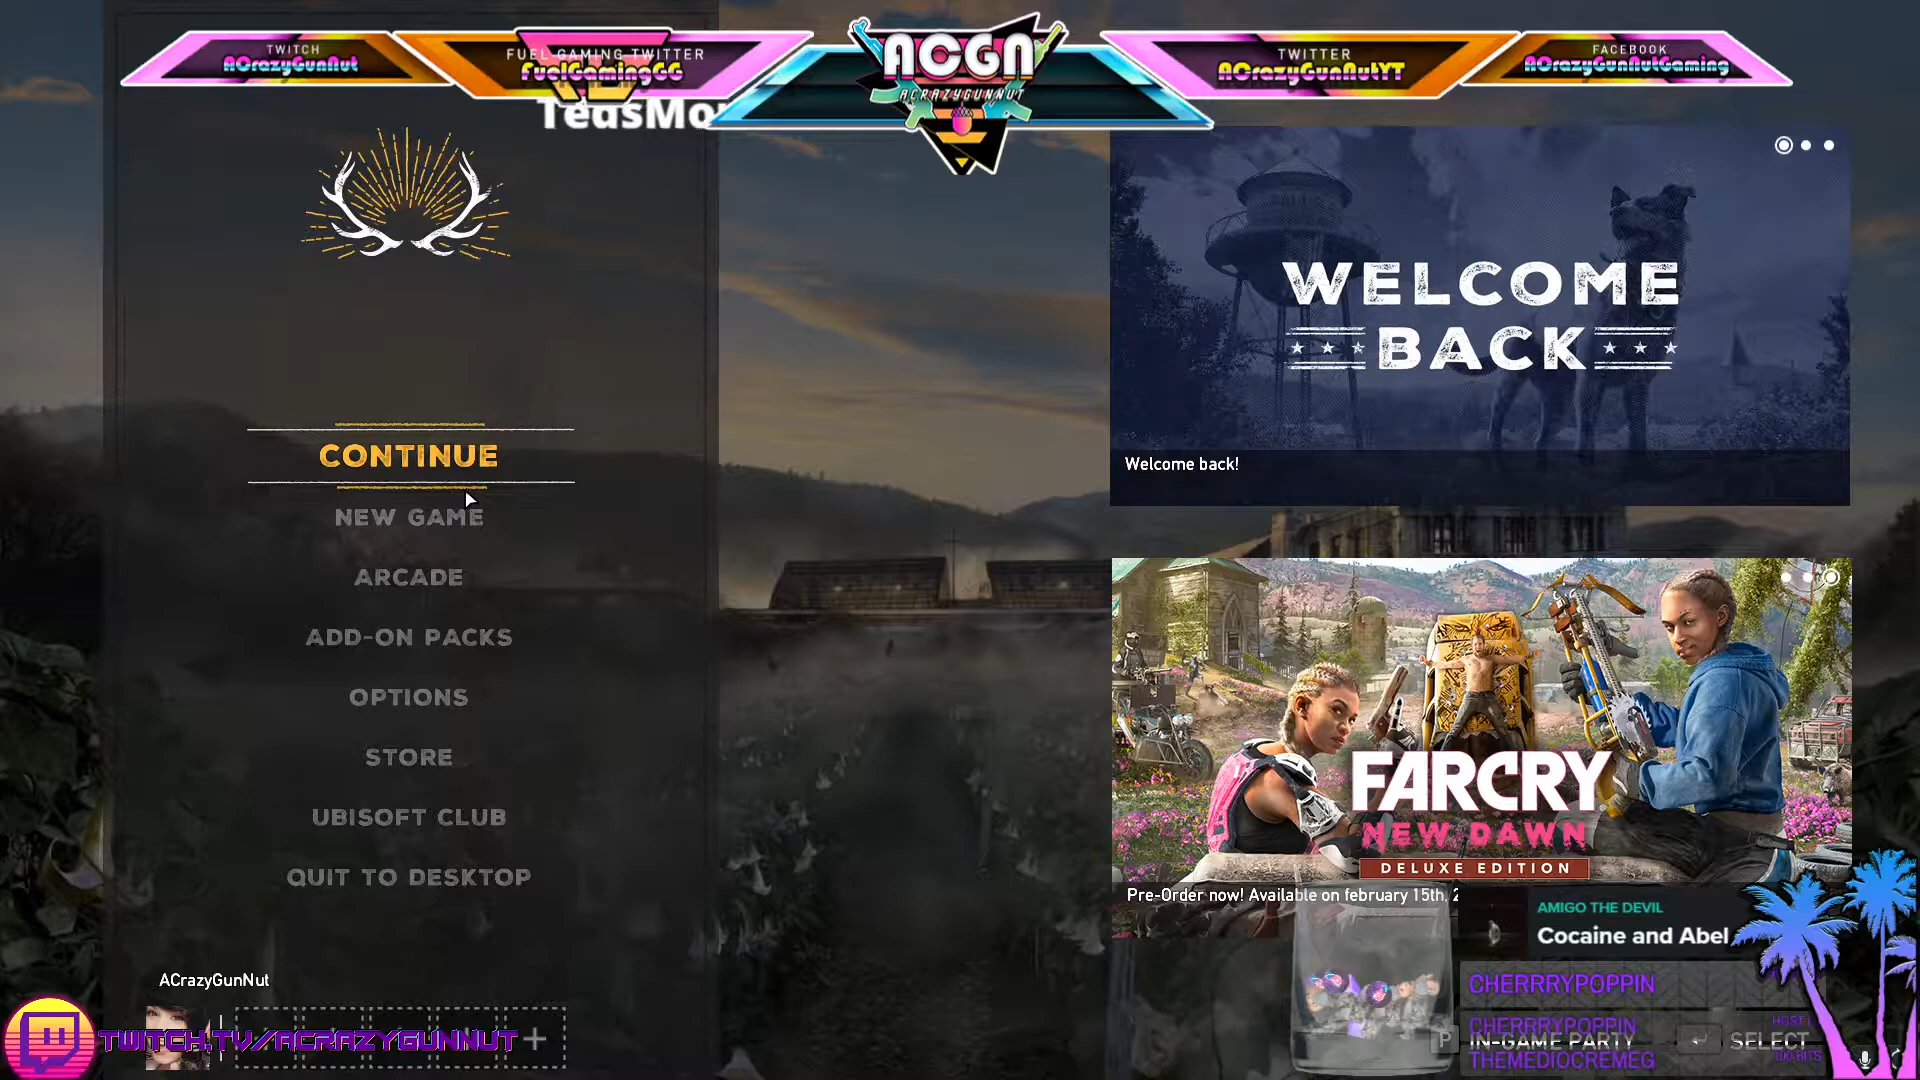 TWITCH
ACrazyGunNut
FUEL GAMING TWITTER
FuelGamingGG
ACGN
ACRAZYGUNNUT
TWITTER
ACrazyGunNutYT
FACEBOOK
ACrazyGunNutGaming
WELCOME
BACK
Welcome back!
CONTINUE
NEW GAME
ARCADE
ADD-ON PACKS
OPTIONS
STORE
UBISOFT CLUB
QUIT TO DESKTOP
FARCRY
NEW DAWN
DELUXE EDITION
Pre-Order now! Available on february 15th,
AMIGO THE DEVIL
Cocaine and Abel
ACrazyGunNut
TWITCH.TV/ACRAZYGUNNUT
CHERRRYPOPPIN
CHERRRYPOPPIN
P IN-GAME PARTY
SELECT
THEMEDIOCREMEG
100 BITS